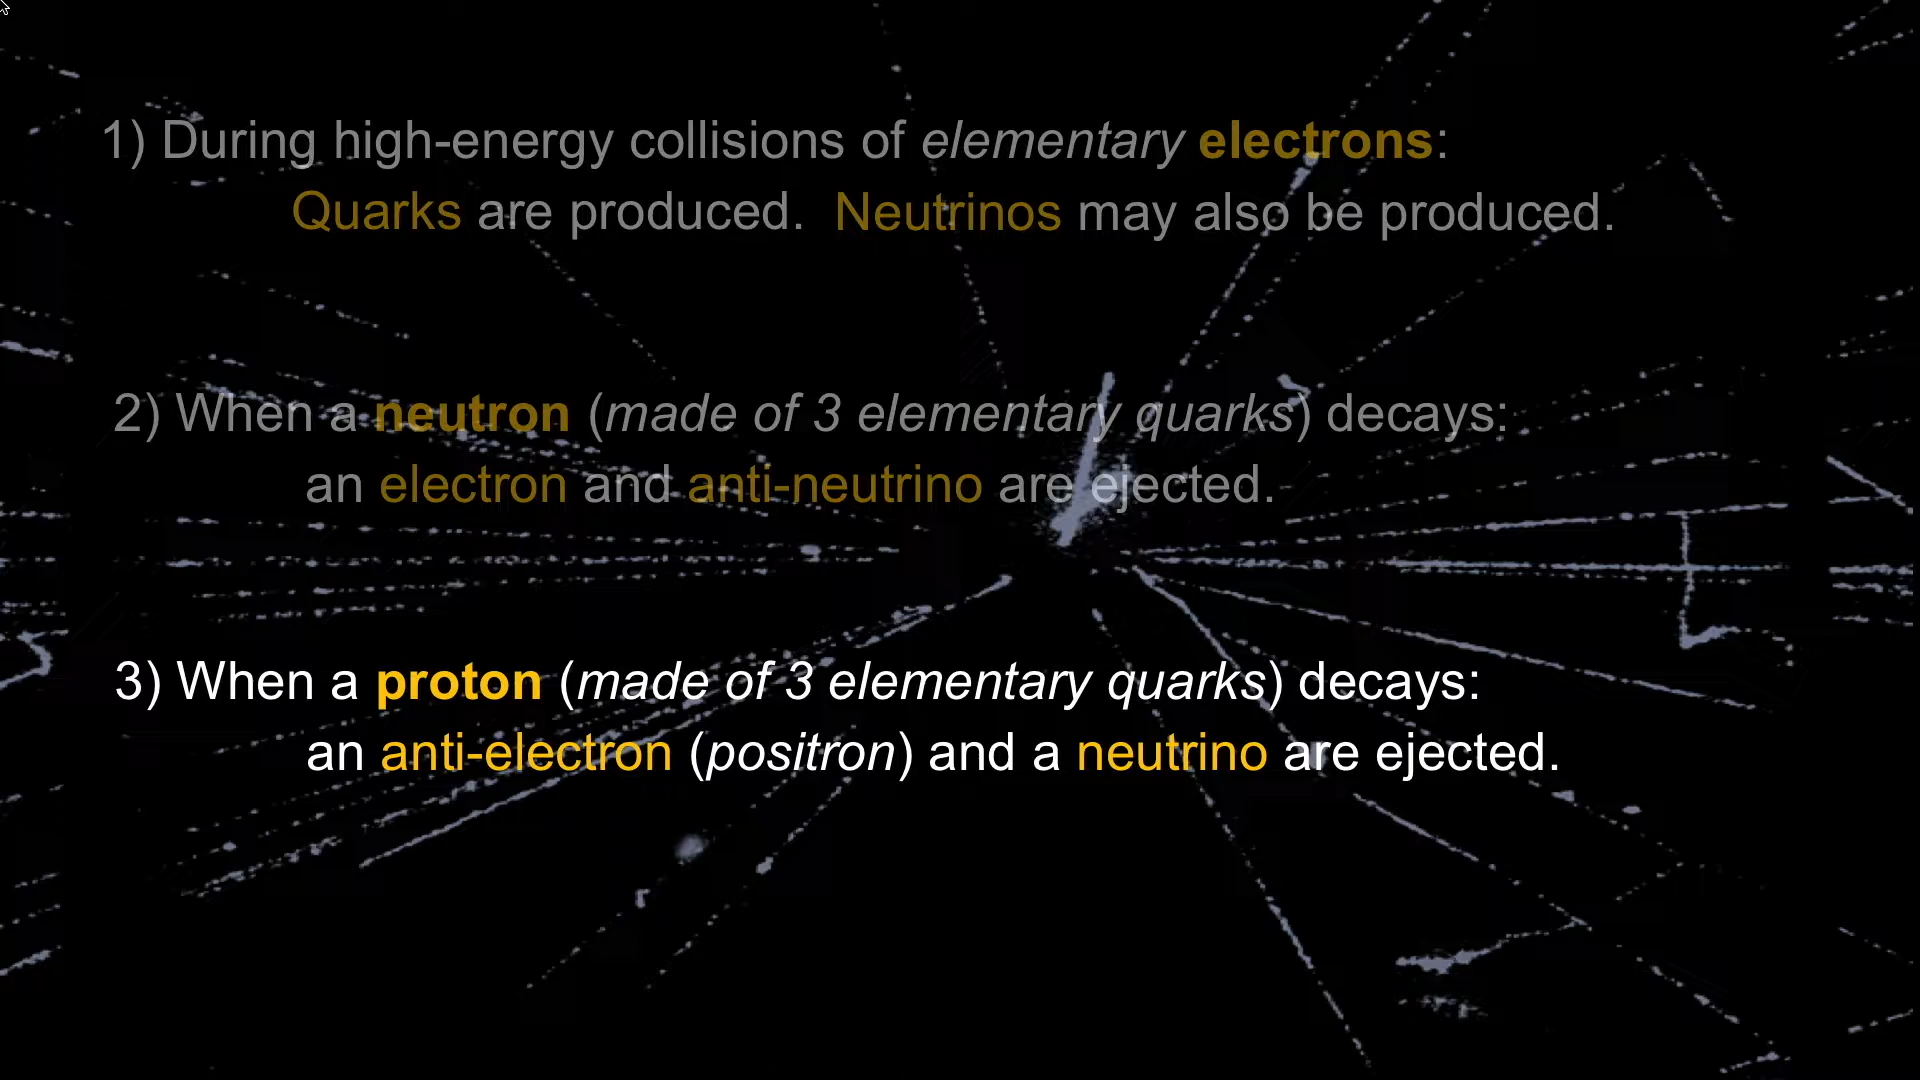 1) During high-energy collisions of elementary electrons:
Quarks are produced. Neutrinos may also be produced.
2) When a neutron (made of 3 elementary quarks) decays:
an electron and anti-neutrino are ejected.
3) When a proton (made of 3 elementary quarks) decays:
an anti-electron (positron) and a neutrino are ejected.